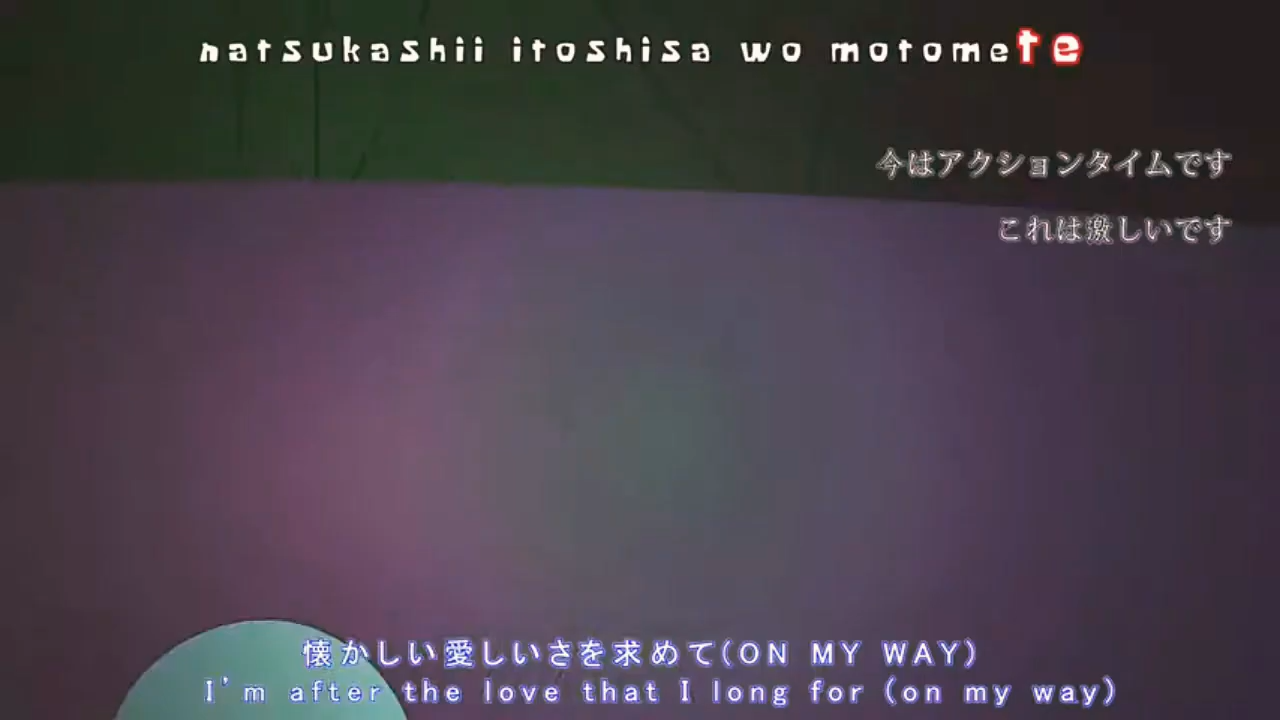 natsukashii itoshisa wo motomete
今はアクションタイムです
これは激しいです
懐かしい愛しいさを求めて(ON MY WAY)
I'm after the love that I long for (on my way)